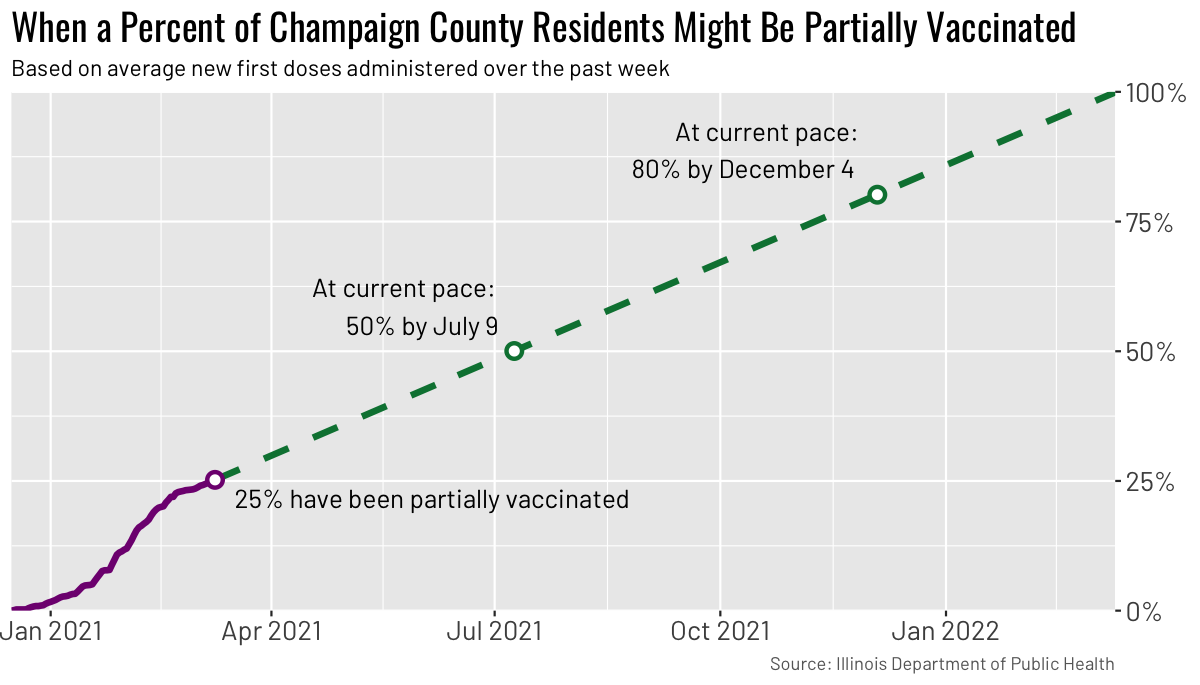 When a Percent of Champaign County Residents Might Be Partially Vaccinated
Based on average new first doses administered over the past week
100%
At current pace:
80% by December 4
75%
At current pace:
50% by July 9
50%
25%
25% have been partially vaccinated
0%
Jan 2021
Apr 2021
Jul 2021
Oct 2021
Jan 2022
Source: Illinois Department of Public Health